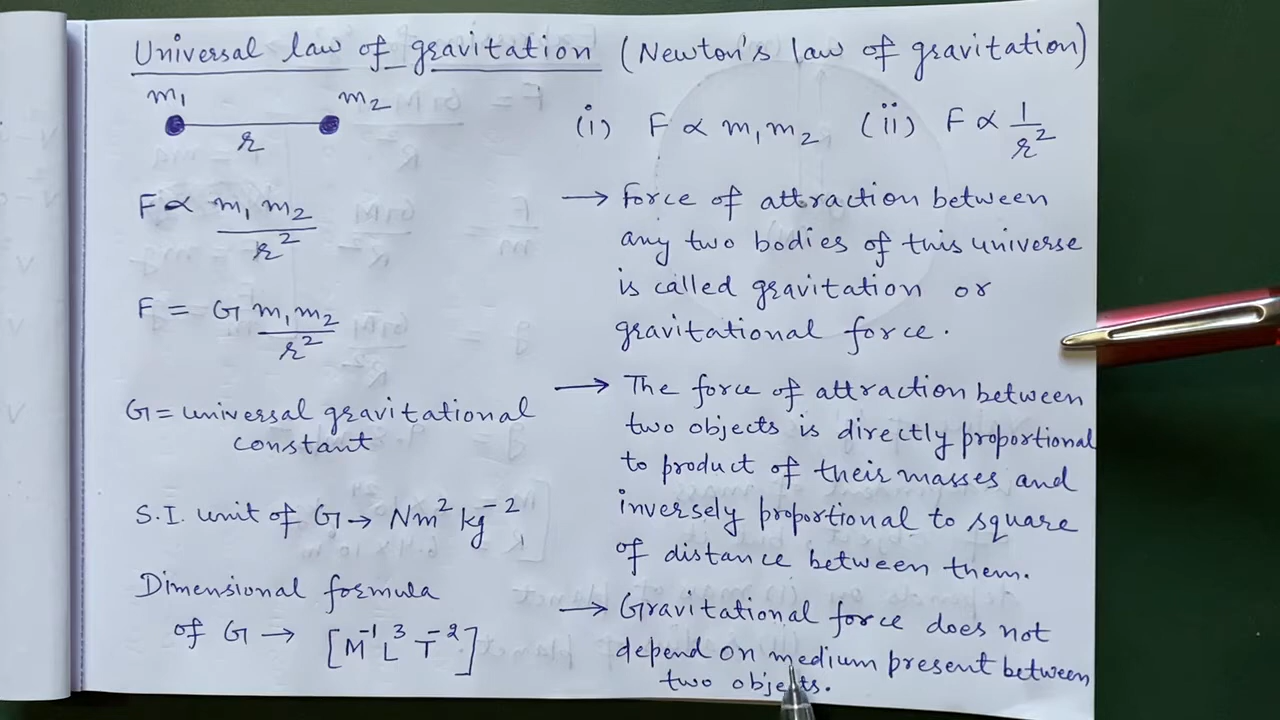 Universal law of gravitation (Newton's law of gravitation)
m₁ m₂
r
F ∝ m₁ m₂ / r²
F = G m₁m₂ / r²
G = universal gravitational
constant
S.I. unit of G → Nm² kg⁻²
Dimensional formula
of G → [M⁻¹ L³ T⁻²]
(i) F ∝ m₁m₂ (ii) F ∝ 1/r²
→ Force of attraction between
any two bodies of this universe
is called gravitation or
gravitational force.
→ The force of attraction between
two objects is directly proportional
to product of their masses and
inversely proportional to square
of distance between them.
→ Gravitational force does not
depend on medium present between
two objects.